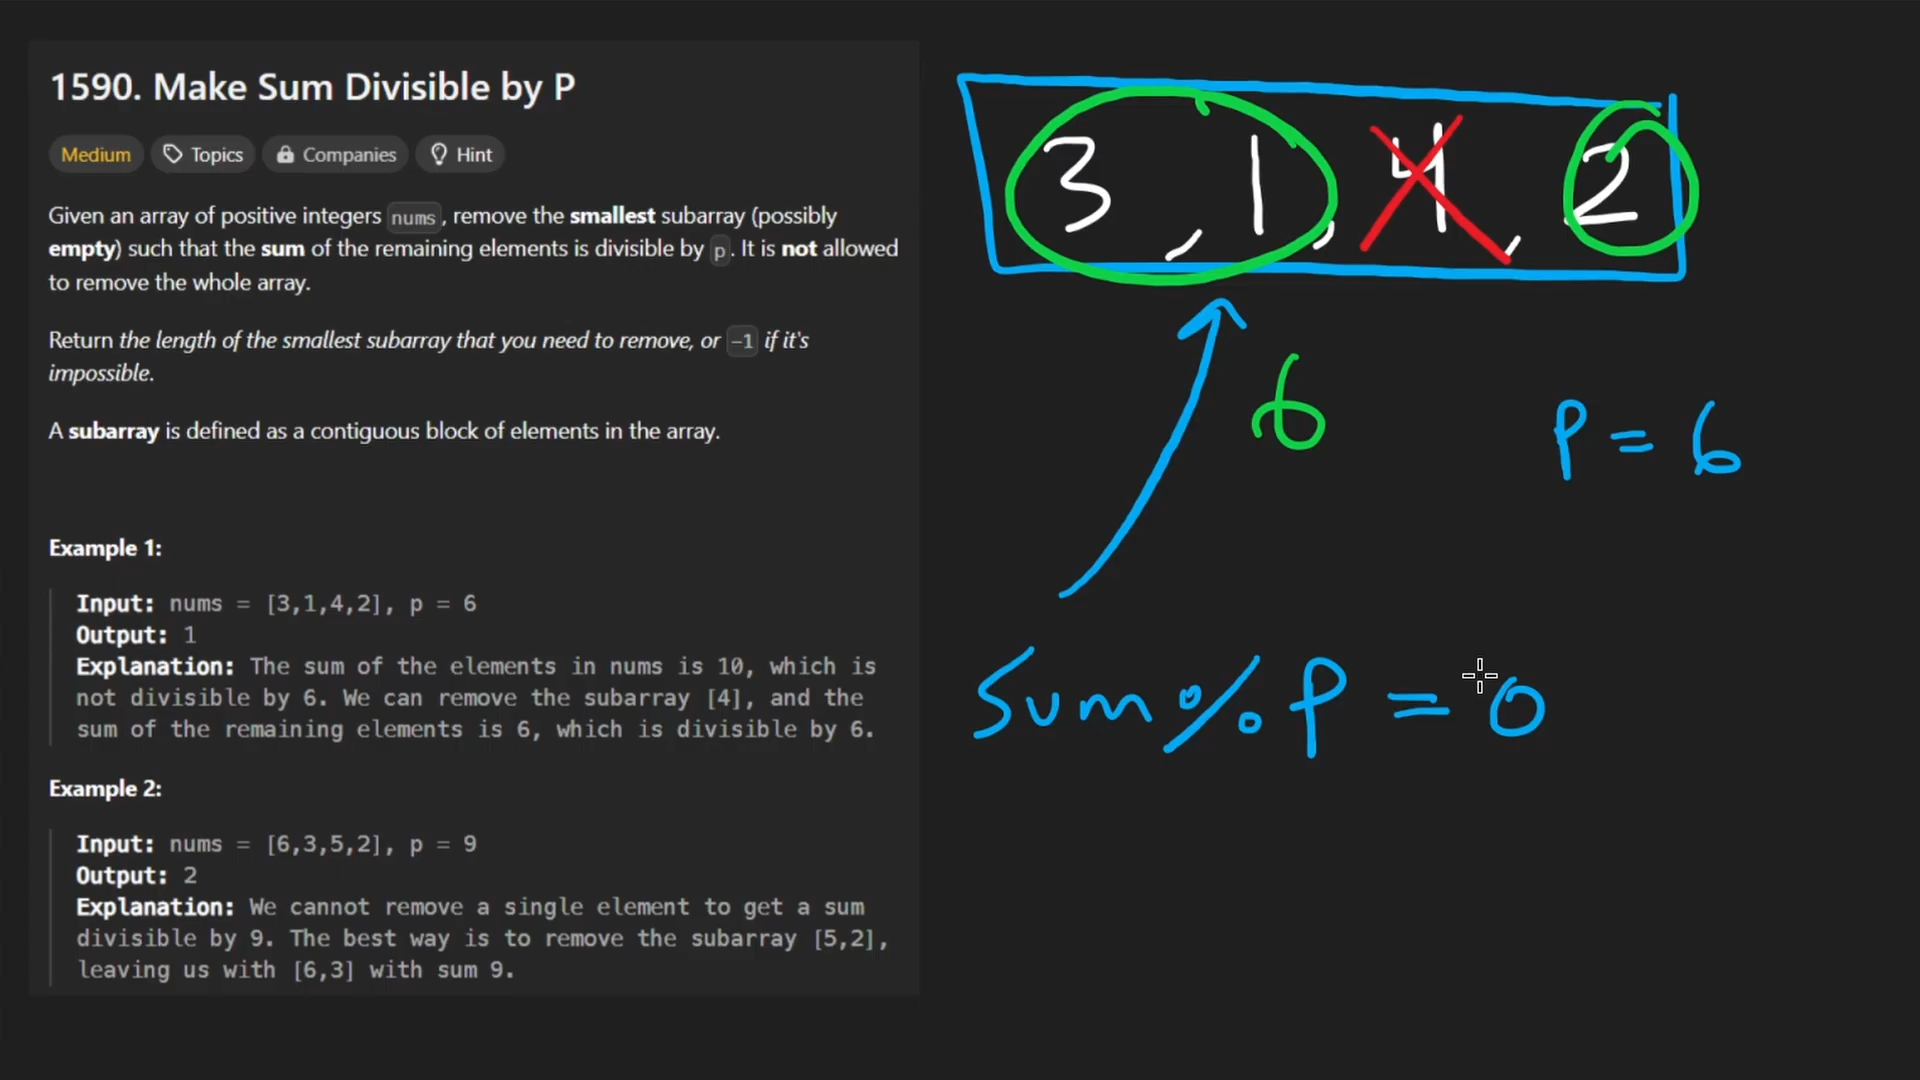 1590. Make Sum Divisible by P
Medium Topics Companies Hint
Given an array of positive integers nums, remove the smallest subarray (possibly
empty) such that the sum of the remaining elements is divisible by p. It is not allowed
to remove the whole array.
Return the length of the smallest subarray that you need to remove, or -1 if it's
impossible.
A subarray is defined as a contiguous block of elements in the array.
Example 1:
Input: nums = [3,1,4,2], p = 6
Output: 1
Explanation: The sum of the elements in nums is 10, which is
not divisible by 6. We can remove the subarray [4], and the
sum of the remaining elements is 6, which is divisible by 6.
Example 2:
Input: nums = [6,3,5,2], p = 9
Output: 2
Explanation: We cannot remove a single element to get a sum
divisible by 9. The best way is to remove the subarray [5,2],
leaving us with [6,3] with sum 9.
3, 1, 4, 2
6
P = 6
Sum % P = 0